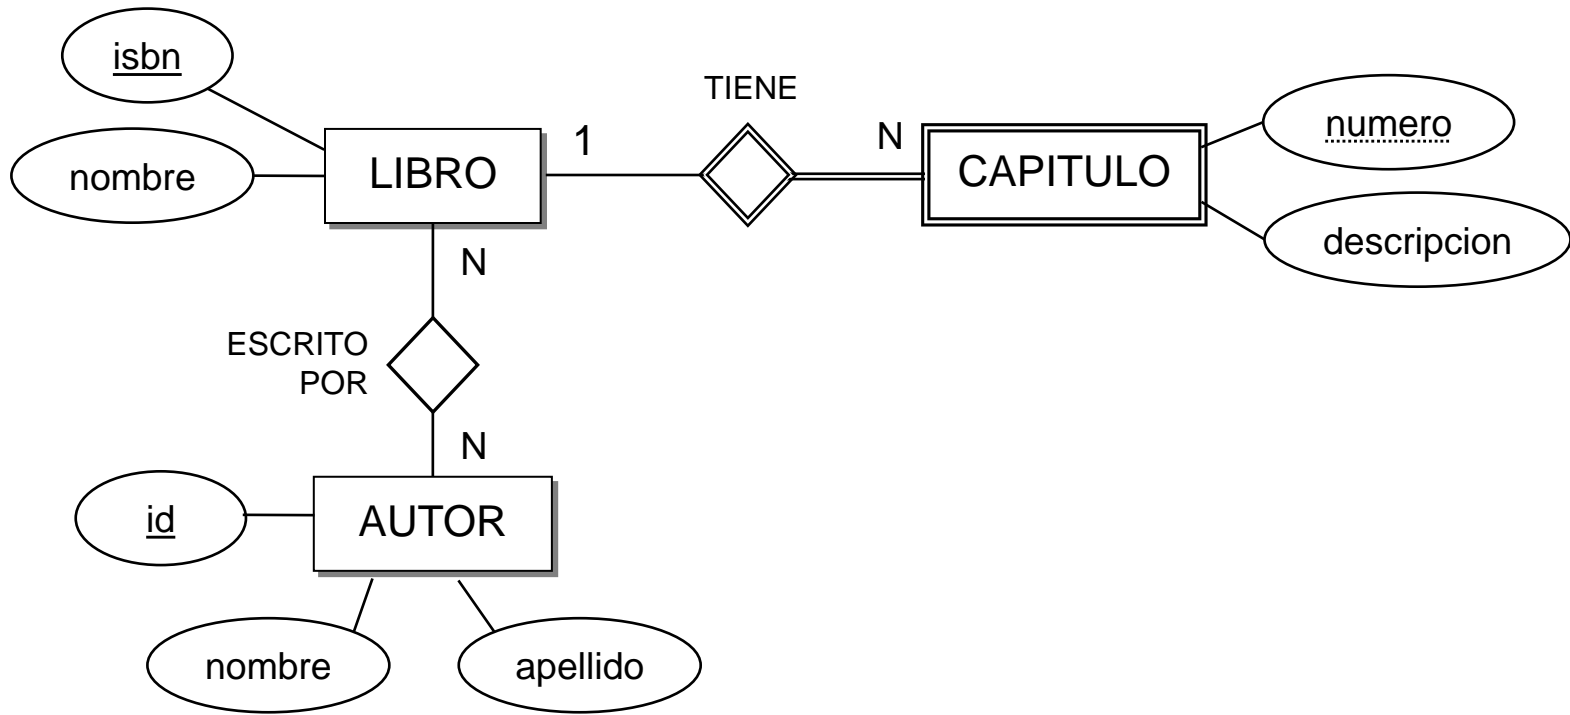 isbn
nombre
LIBRO
1
TIENE
N
CAPITULO
numero
descripcion
N
ESCRITO
POR
N
id
AUTOR
nombre
apellido